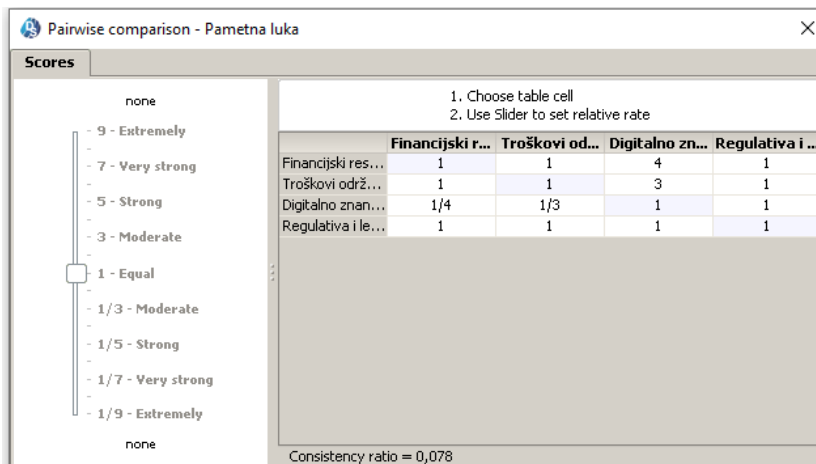 Pairwise comparison - Pametna luka
Scores
none
9 - Extremely
7 - Very strong
5 - Strong
3 - Moderate
1 - Equal
1/3 - Moderate
1/5 - Strong
1/7 - Very strong
1/9 - Extremely
none
1. Choose table cell
2. Use Slider to set relative rate
Financijski r... Troškovi od... Digitalno zn... Regulativa i ...
Financijski res... 1 1 4 1
Troškovi održ... 1 1 3 1
Digitalno znan... 1/4 1/3 1 1
Regulativa i le... 1 1 1 1
Consistency ratio = 0,078